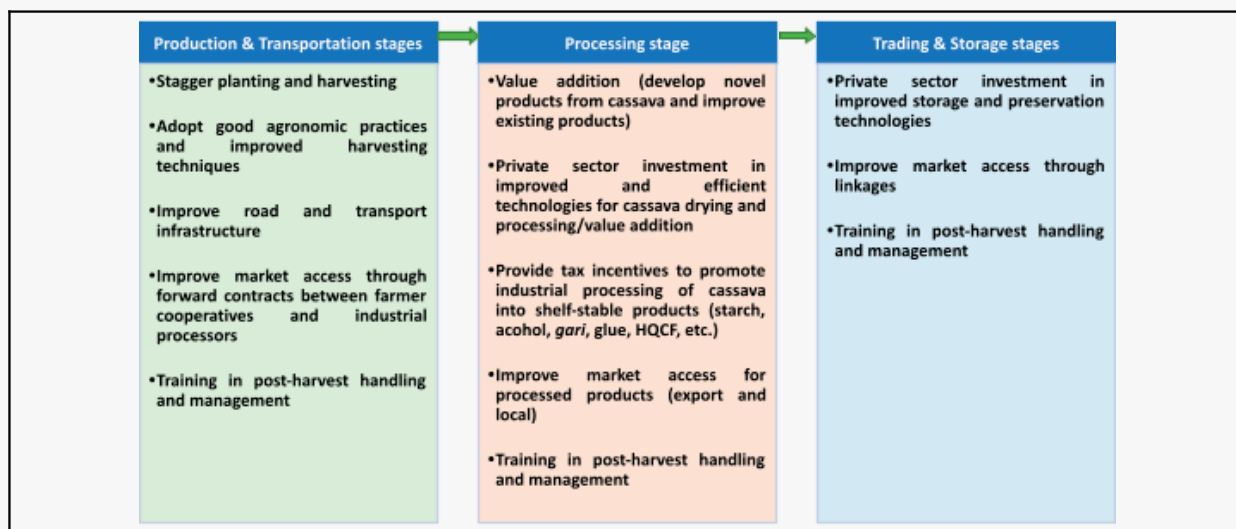 Production & Transportation stages
•Stagger planting and harvesting
•Adopt good agronomic practices
and improved harvesting
techniques
•Improve road and transport
infrastructure
•Improve market access through
forward contracts between farmer
cooperatives and industrial
processors
•Training in post-harvest handling
and management
Processing stage
•Value addition (develop novel
products from cassava and improve
existing products)
•Private sector investment in
improved and efficient
technologies for cassava drying and
processing/value addition
•Provide tax incentives to promote
industrial processing of cassava
into shelf-stable products (starch,
acohol, gari, glue, HQCF, etc.)
•Improve market access for
processed products (export and
local)
•Training in post-harvest handling
and management
Trading & Storage stages
•Private sector investment in
improved storage and preservation
technologies
•Improve market access through
linkages
•Training in post-harvest handling
and management